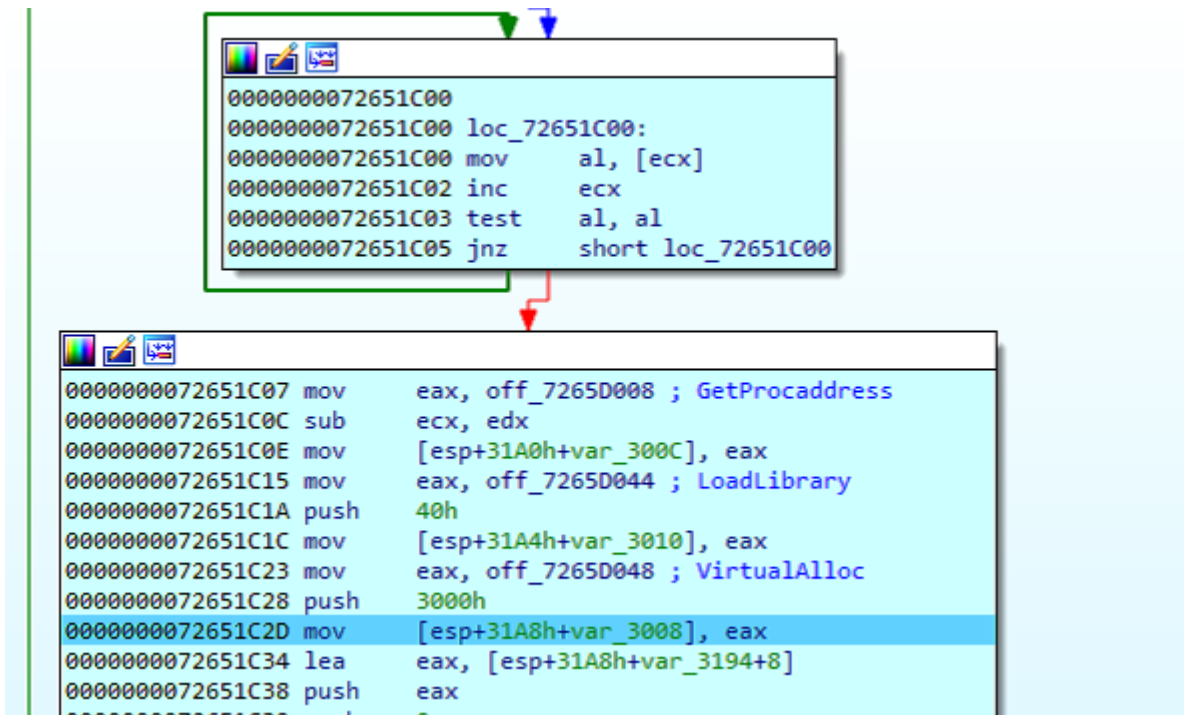 0000000072651C00
0000000072651C00 loc_72651C00:
0000000072651C00 mov     al, [ecx]
0000000072651C02 inc     ecx
0000000072651C03 test    al, al
0000000072651C05 jnz     short loc_72651C00
0000000072651C07 mov     eax, off_7265D008 ; GetProcaddress
0000000072651C0C sub     ecx, edx
0000000072651C0E mov     [esp+31A0h+var_300C], eax
0000000072651C15 mov     eax, off_7265D044 ; LoadLibrary
0000000072651C1A push    40h
0000000072651C1C mov     [esp+31A4h+var_3010], eax
0000000072651C23 mov     eax, off_7265D048 ; VirtualAlloc
0000000072651C28 push    3000h
0000000072651C2D mov     [esp+31A8h+var_3008], eax
0000000072651C34 lea     eax, [esp+31A8h+var_3194+8]
0000000072651C38 push    eax